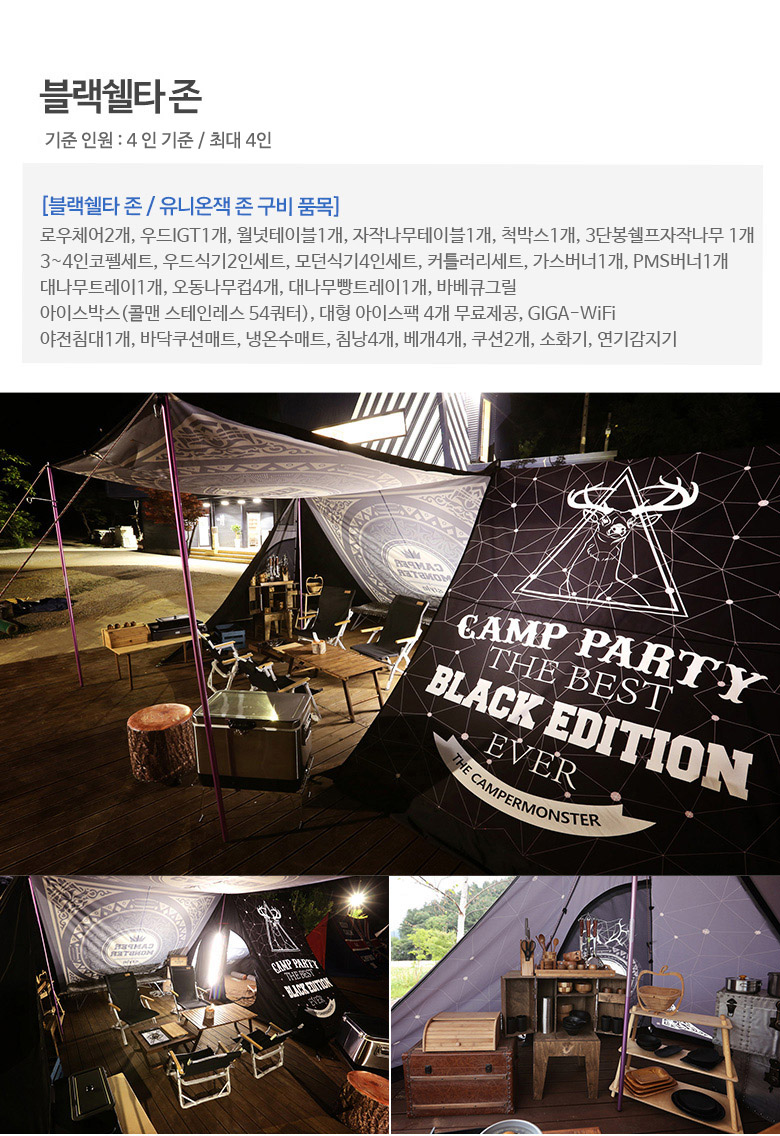 블랙쉘타 존
기준 인원 : 4 인 기준 / 최대 4인
[블랙쉘타 존 / 유니온잭 존 구비 품목]
로우체어2개, 우드IGT1개, 월넛테이블1개, 자작나무테이블1개, 척박스1개, 3단봉쉘프자작나무 1개
3~4인코펠세트, 우드식기2인세트, 모던식기4인세트, 커틀러리세트, 가스버너1개, PMS버너1개
대나무트레이1개, 오동나무컵4개, 대나무빵트레이1개, 바베큐그릴
아이스박스(콜맨 스테인레스 54쿼터), 대형 아이스팩 4개 무료제공, GIGA-WiFi
야전침대1개, 바닥쿠션매트, 냉온수매트, 침낭4개, 베개4개, 쿠션2개, 소화기, 연기감지기
CAMPER
MONSTER
CAMP PARTY
THE BEST
BLACK EDITION
EVER
THE CAMPERMONSTER
CAMPER
MONSTER
CAMP PARTY
THE BEST
BLACK EDITION
EVER